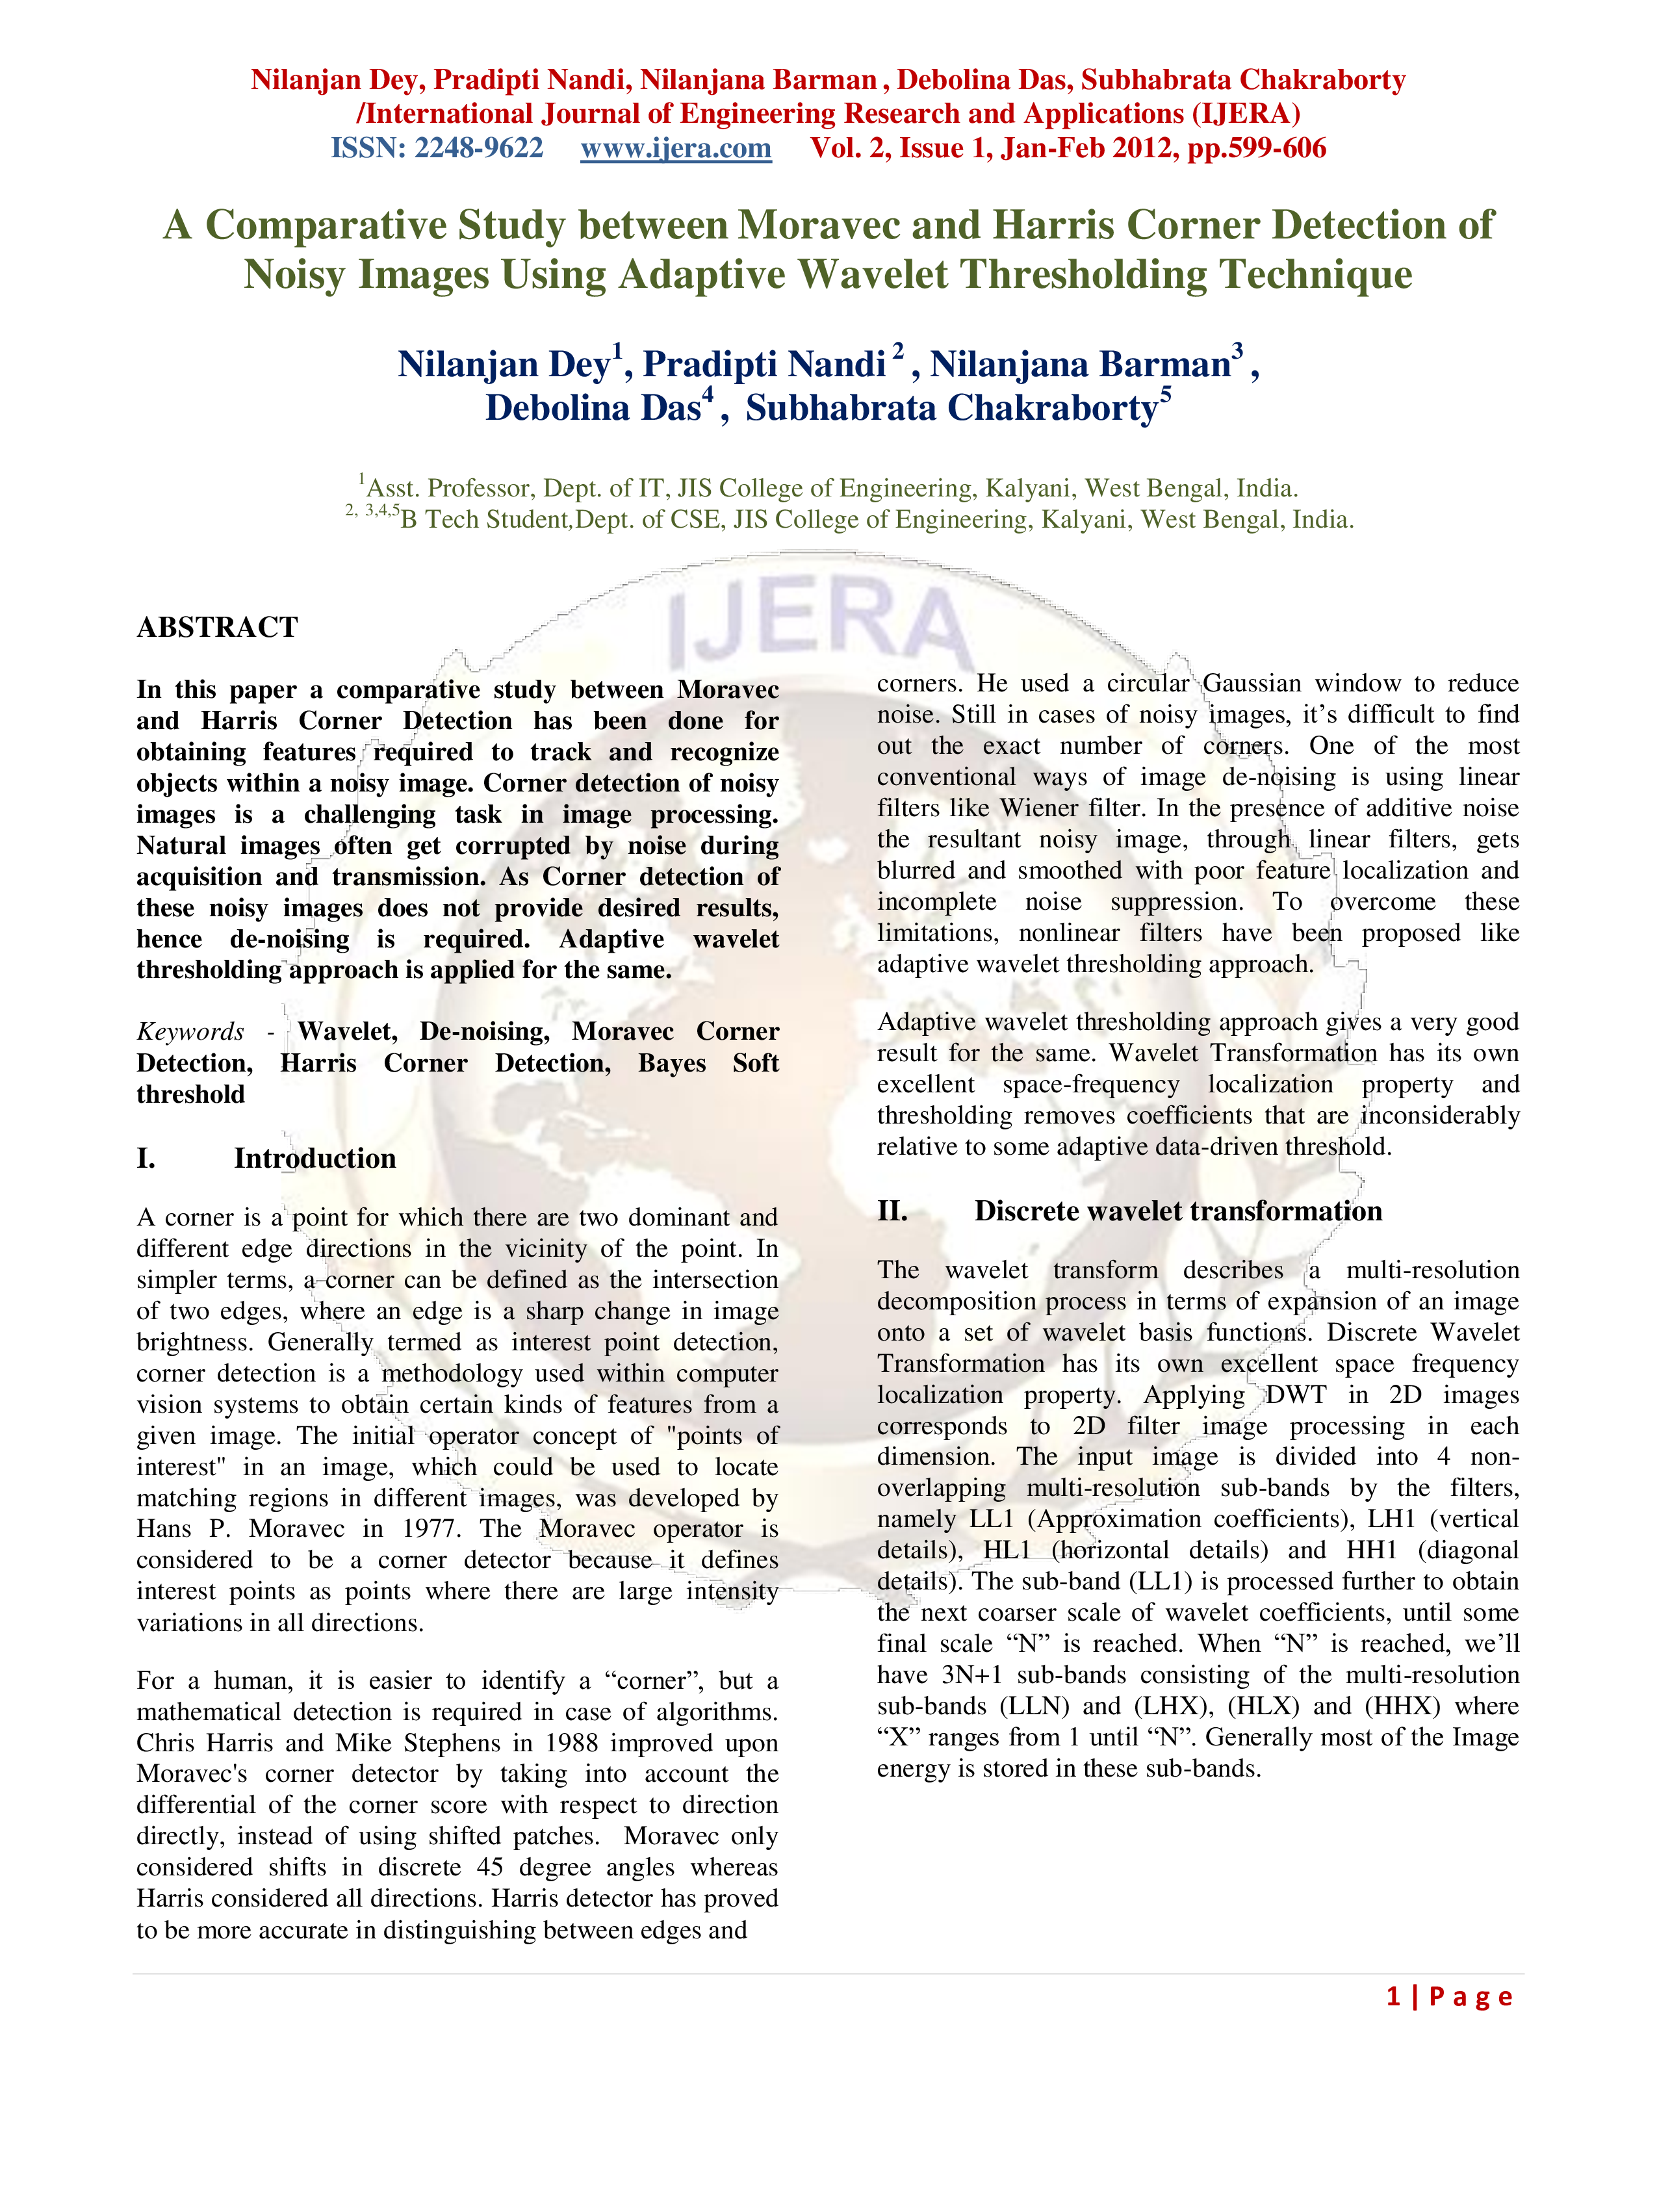 Nilanjan Dey, Pradipti Nandi, Nilanjana Barman , Debolina Das, Subhabrata Chakraborty
/International Journal of Engineering Research and Applications (IJERA)
ISSN: 2248-9622 www.ijera.com Vol. 2, Issue 1, Jan-Feb 2012, pp.599-606
A Comparative Study between Moravec and Harris Corner Detection of
Noisy Images Using Adaptive Wavelet Thresholding Technique
Nilanjan Dey1, Pradipti Nandi 2 , Nilanjana Barman3 ,
Debolina Das4 , Subhabrata Chakraborty5
1Asst. Professor, Dept. of IT, JIS College of Engineering, Kalyani, West Bengal, India.
2, 3,4,5B Tech Student,Dept. of CSE, JIS College of Engineering, Kalyani, West Bengal, India.
IJERA
ABSTRACT
In this paper a comparative study between Moravec
and Harris Corner Detection has been done for
obtaining features required to track and recognize
objects within a noisy image. Corner detection of noisy
images is a challenging task in image processing.
Natural images often get corrupted by noise during
acquisition and transmission. As Corner detection of
these noisy images does not provide desired results,
hence de-noising is required. Adaptive wavelet
thresholding approach is applied for the same.
Keywords - Wavelet, De-noising, Moravec Corner
Detection, Harris Corner Detection, Bayes Soft
threshold
I. Introduction
A corner is a point for which there are two dominant and
different edge directions in the vicinity of the point. In
simpler terms, a corner can be defined as the intersection
of two edges, where an edge is a sharp change in image
brightness. Generally termed as interest point detection,
corner detection is a methodology used within computer
vision systems to obtain certain kinds of features from a
given image. The initial operator concept of "points of
interest" in an image, which could be used to locate
matching regions in different images, was developed by
Hans P. Moravec in 1977. The Moravec operator is
considered to be a corner detector because it defines
interest points as points where there are large intensity
variations in all directions.
For a human, it is easier to identify a “corner”, but a
mathematical detection is required in case of algorithms.
Chris Harris and Mike Stephens in 1988 improved upon
Moravec's corner detector by taking into account the
differential of the corner score with respect to direction
directly, instead of using shifted patches. Moravec only
considered shifts in discrete 45 degree angles whereas
Harris considered all directions. Harris detector has proved
to be more accurate in distinguishing between edges and
corners. He used a circular Gaussian window to reduce
noise. Still in cases of noisy images, it’s difficult to find
out the exact number of corners. One of the most
conventional ways of image de-noising is using linear
filters like Wiener filter. In the presence of additive noise
the resultant noisy image, through linear filters, gets
blurred and smoothed with poor feature localization and
incomplete noise suppression. To overcome these
limitations, nonlinear filters have been proposed like
adaptive wavelet thresholding approach.
Adaptive wavelet thresholding approach gives a very good
result for the same. Wavelet Transformation has its own
excellent space-frequency localization property and
thresholding removes coefficients that are inconsiderably
relative to some adaptive data-driven threshold.
II. Discrete wavelet transformation
The wavelet transform describes a multi-resolution
decomposition process in terms of expansion of an image
onto a set of wavelet basis functions. Discrete Wavelet
Transformation has its own excellent space frequency
localization property. Applying DWT in 2D images
corresponds to 2D filter image processing in each
dimension. The input image is divided into 4 non-
overlapping multi-resolution sub-bands by the filters,
namely LL1 (Approximation coefficients), LH1 (vertical
details), HL1 (horizontal details) and HH1 (diagonal
details). The sub-band (LL1) is processed further to obtain
the next coarser scale of wavelet coefficients, until some
final scale “N” is reached. When “N” is reached, we’ll
have 3N+1 sub-bands consisting of the multi-resolution
sub-bands (LLN) and (LHX), (HLX) and (HHX) where
“X” ranges from 1 until “N”. Generally most of the Image
energy is stored in these sub-bands.
1 | P a g e